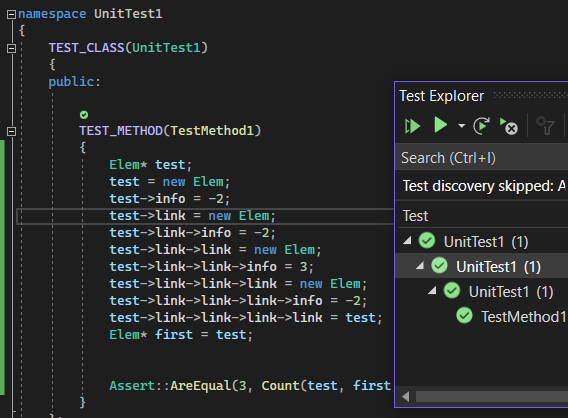 namespace UnitTest1
{
TEST_CLASS(UnitTest1)
{
public:
TEST_METHOD(TestMethod1)
{
Elem* test;
test = new Elem;
test->info = -2;
test->link = new Elem;
test->link->info = -2;
test->link->link = new Elem;
test->link->link->info = 3;
test->link->link->link = new Elem;
test->link->link->link->info = -2;
test->link->link->link->link = test;
Elem* first = test;
Assert::AreEqual(3, Count(test, first
}
Test Explorer
Search (Ctrl+I)
Test discovery skipped: A
Test
UnitTest1 (1)
UnitTest1 (1)
UnitTest1 (1)
TestMethod1